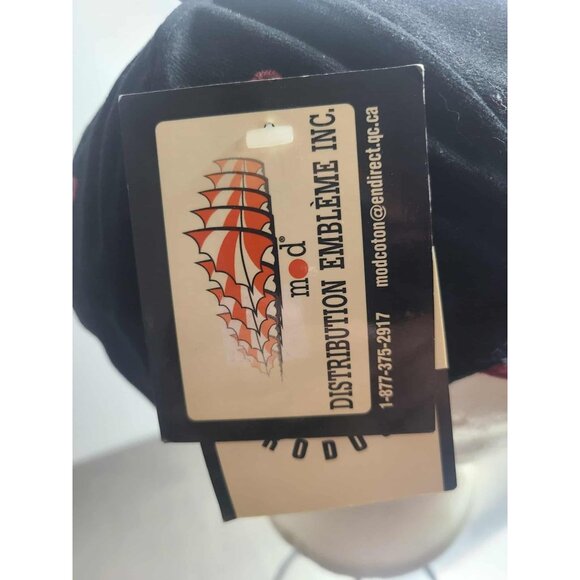 mod®
DISTRIBUTION EMBLÈME INC.
1-877-375-2917 modcoton@endirect.qc.ca